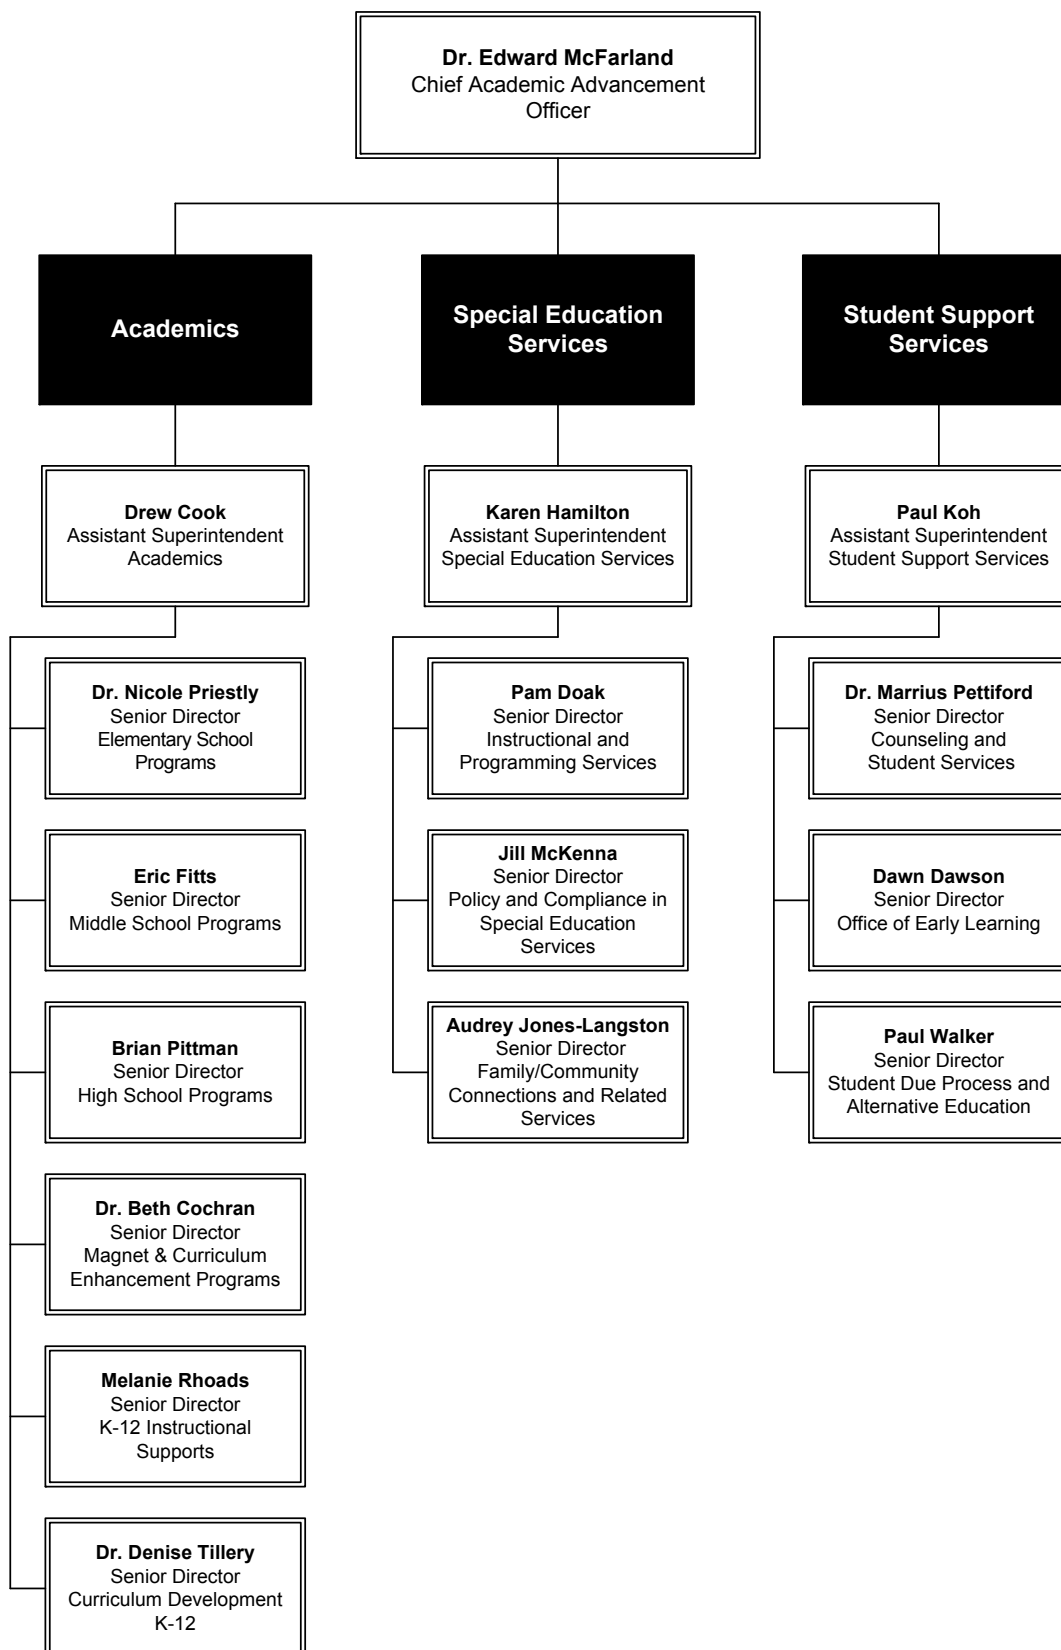 Dr. Edward McFarland
Chief Academic Advancement
Officer
Academics
Special Education
Services
Student Support
Services
Drew Cook
Assistant Superintendent
Academics
Karen Hamilton
Assistant Superintendent
Special Education Services
Paul Koh
Assistant Superintendent
Student Support Services
Dr. Nicole Priestly
Senior Director
Elementary School
Programs
Pam Doak
Senior Director
Instructional and
Programming Services
Dr. Marrius Pettiford
Senior Director
Counseling and
Student Services
Eric Fitts
Senior Director
Middle School Programs
Jill McKenna
Senior Director
Policy and Compliance in
Special Education
Services
Dawn Dawson
Senior Director
Office of Early Learning
Brian Pittman
Senior Director
High School Programs
Audrey Jones-Langston
Senior Director
Family/Community
Connections and Related
Services
Paul Walker
Senior Director
Student Due Process and
Alternative Education
Dr. Beth Cochran
Senior Director
Magnet & Curriculum
Enhancement Programs
Melanie Rhoads
Senior Director
K-12 Instructional
Supports
Dr. Denise Tillery
Senior Director
Curriculum Development
K-12